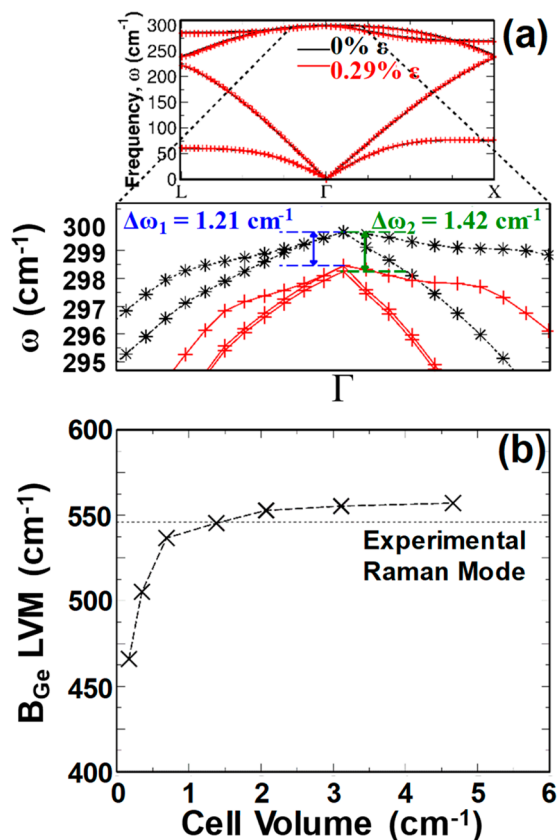 (a)
Frequency, ω (cm⁻¹)
300
250
200
150
100
50
0
0% ε
0.29% ε
L
Γ
X
Δω₁ = 1.21 cm⁻¹
Δω₂ = 1.42 cm⁻¹
ω (cm⁻¹)
300
299
298
297
296
295
Γ
(b)
B_Ge LVM (cm⁻¹)
600
550
500
450
400
Experimental
Raman Mode
0 1 2 3 4 5 6
Cell Volume (cm⁻¹)